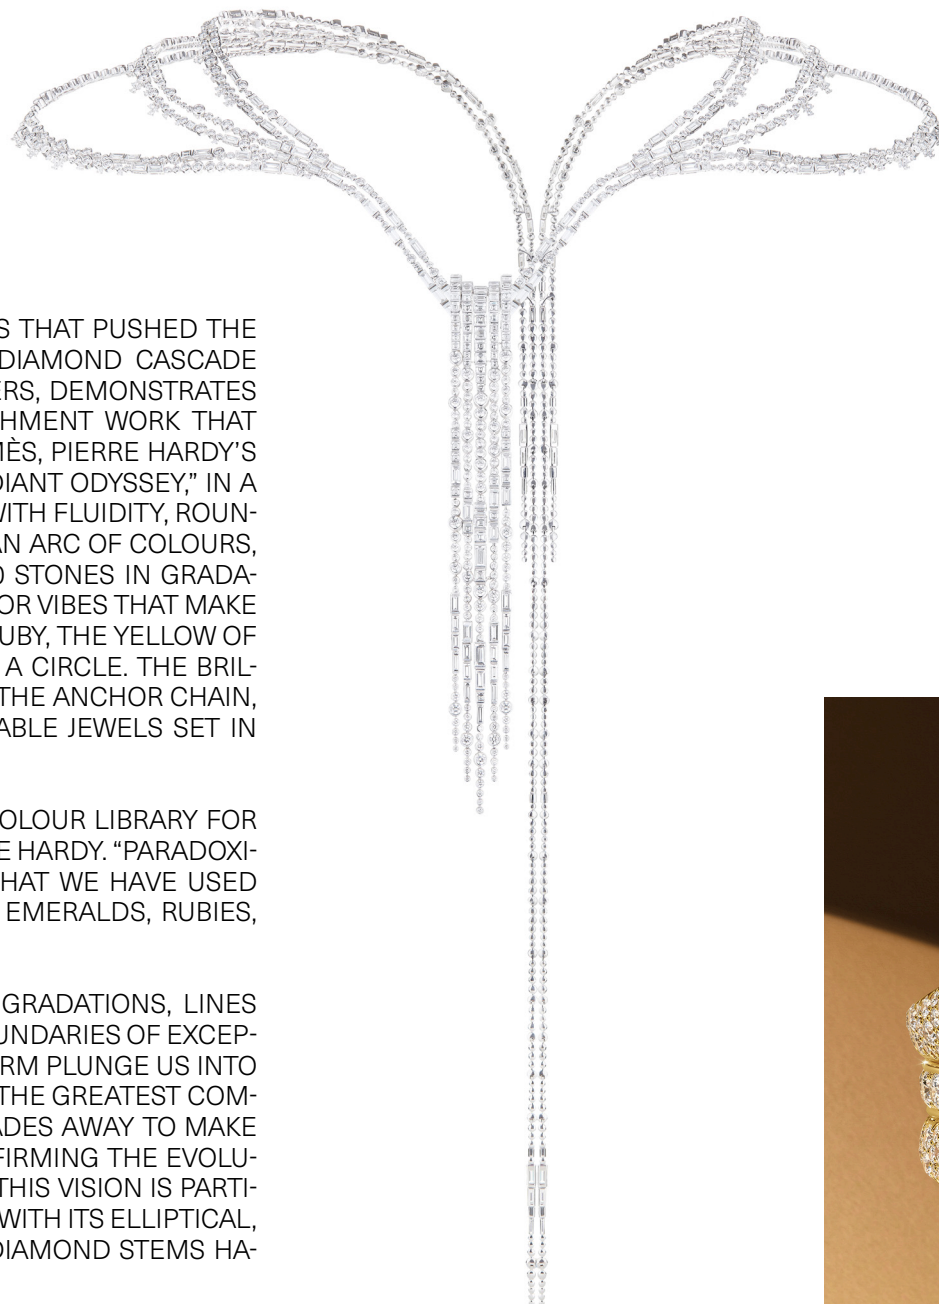 S THAT PUSHED THE
DIAMOND CASCADE
ERS, DEMONSTRATES
CHMENT WORK THAT
MÈS, PIERRE HARDY'S
DIANT ODYSSEY,” IN A
WITH FLUIDITY, ROUN-
AN ARC OF COLOURS,
0 STONES IN GRADA-
OR VIBES THAT MAKE
UBY, THE YELLOW OF
A CIRCLE. THE BRIL-
THE ANCHOR CHAIN,
ABLE JEWELS SET IN
OLOUR LIBRARY FOR
E HARDY. “PARADOXI-
HAT WE HAVE USED
EMERALDS, RUBIES,
GRADATIONS, LINES
UNDARIES OF EXCEP-
RM PLUNGE US INTO
THE GREATEST COM-
ADES AWAY TO MAKE
FIRMING THE EVOLU-
THIS VISION IS PARTI-
WITH ITS ELLIPTICAL,
DIAMOND STEMS HA-